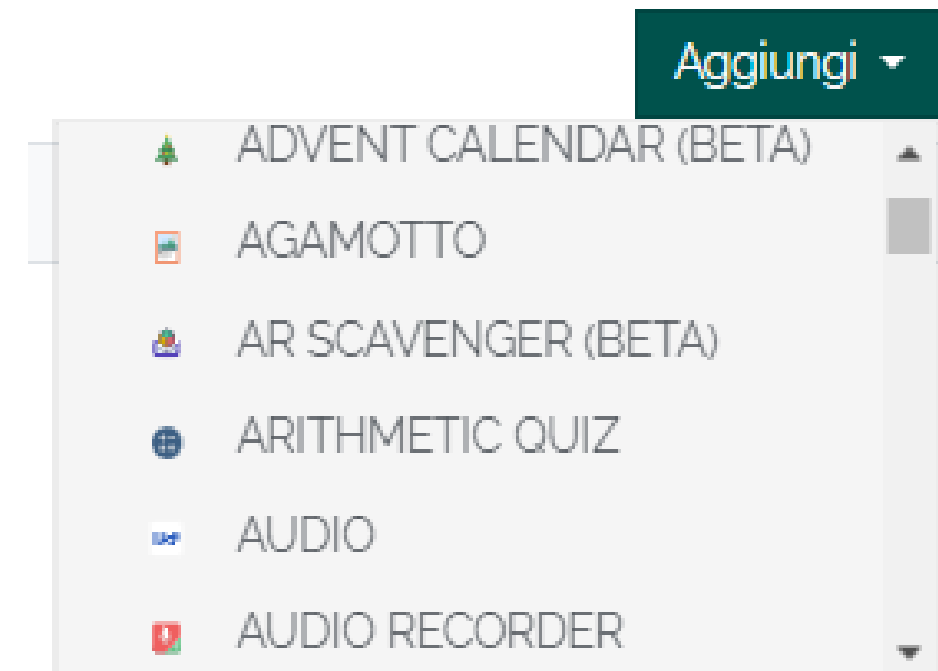 Aggiungi
ADVENT CALENDAR (BETA)
AGAMOTTO
AR SCAVENGER (BETA)
ARITHMETIC QUIZ
AUDIO
AUDIO RECORDER